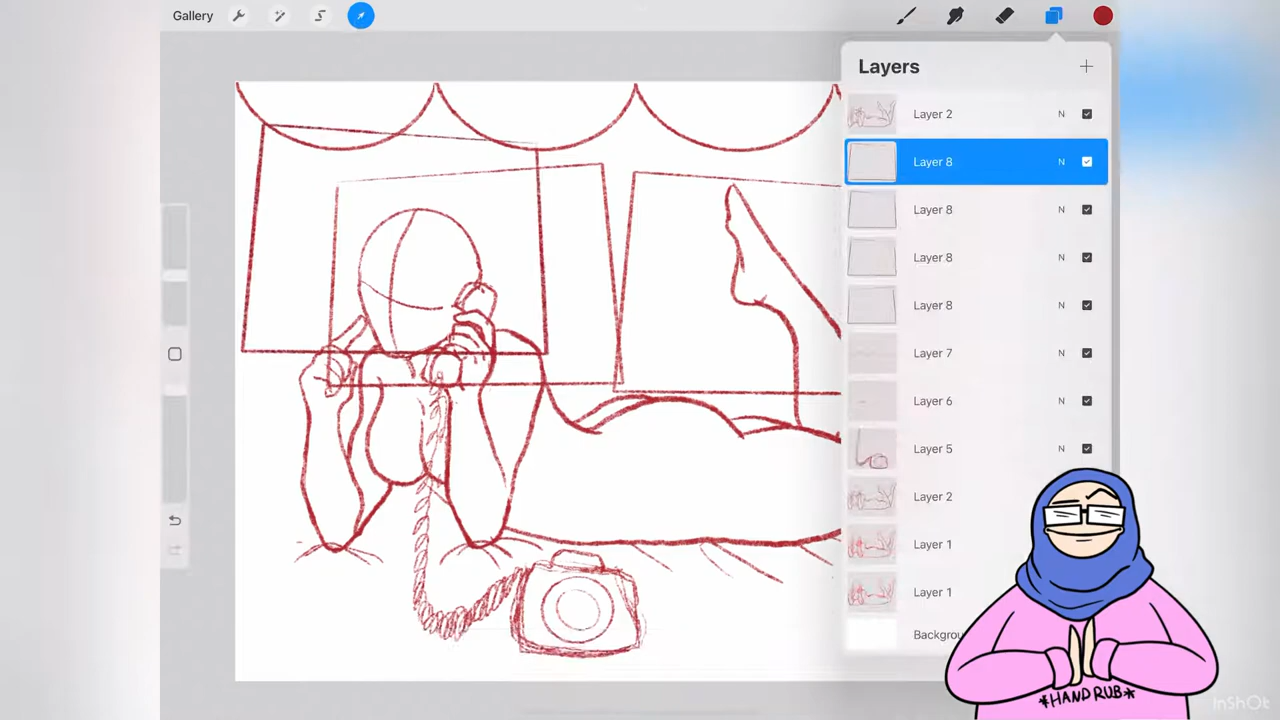 Gallery
Layers
Layer 2 N
Layer 8 N
Layer 8 N
Layer 8 N
Layer 8 N
Layer 7 N
Layer 6 N
Layer 5 N
Layer 2
Layer 1
Layer 1
Backgrou
*HAND RUB*
InShOt